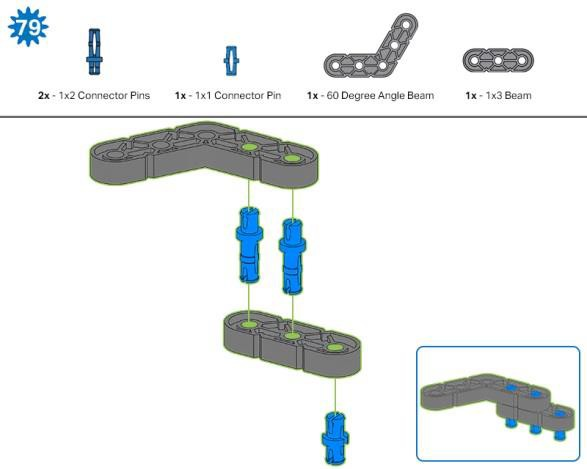 79
2x - 1x2 Connector Pins
1x - 1x1 Connector Pin
1x - 60 Degree Angle Beam
1x - 1x3 Beam